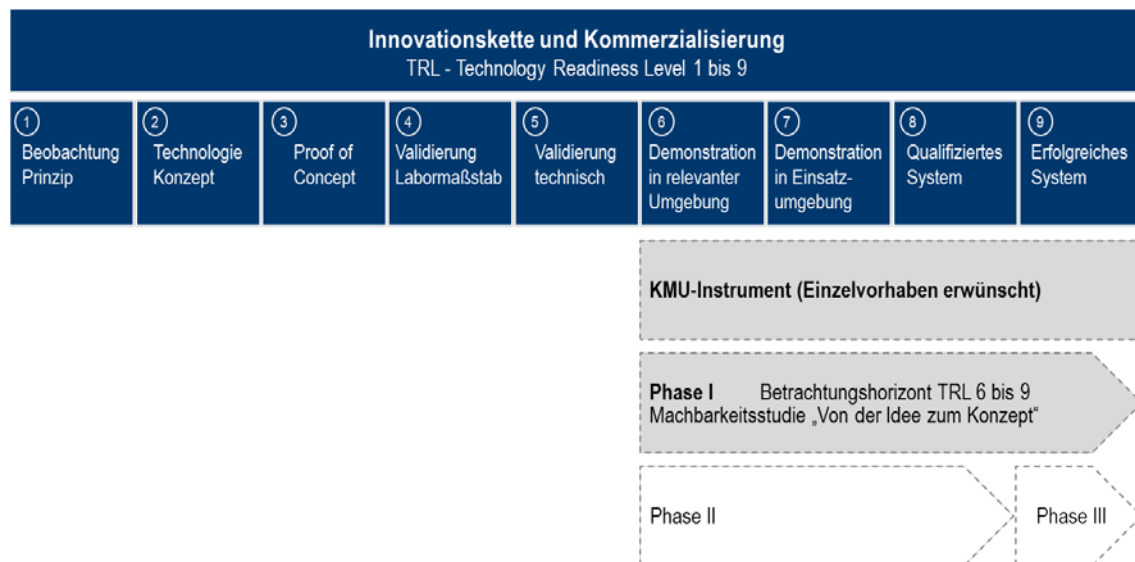 Innovationskette und Kommerzialisierung
TRL - Technology Readiness Level 1 bis 9
1
Beobachtung
Prinzip
2
Technologie
Konzept
3
Proof of
Concept
4
Validierung
Labormaßstab
5
Validierung
technisch
6
Demonstration
in relevanter
Umgebung
7
Demonstration
in Einsatz-
umgebung
8
Qualifiziertes
System
9
Erfolgreiches
System
KMU-Instrument (Einzelvorhaben erwünscht)
Phase I Betrachtungshorizont TRL 6 bis 9
Machbarkeitsstudie „Von der Idee zum Konzept“
Phase II
Phase III